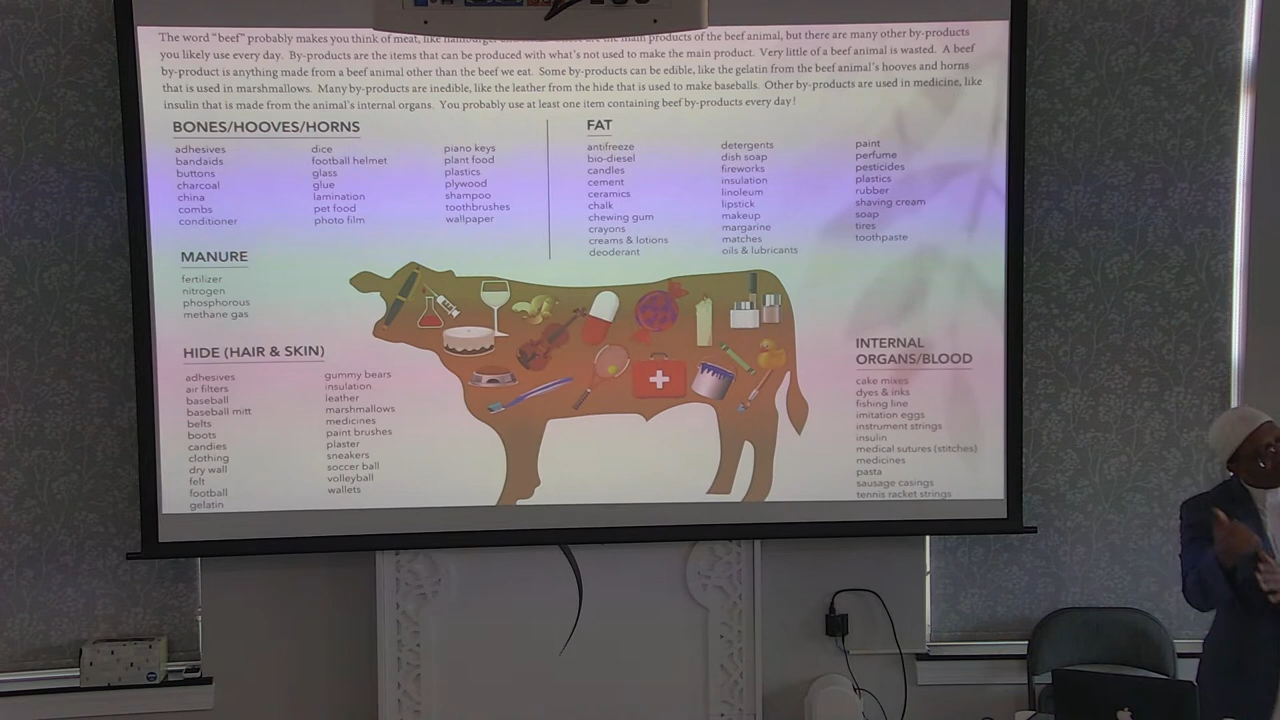 The word "beef" probably makes you think of meat, like hamburger main products of the beef animal, but there are many other by-products
you likely use every day. By-products are the items that can be produced with what's not used to make the main product. Very little of a beef animal is wasted. A beef
by-product is anything made from a beef animal other than the beef we eat. Some by-products can be edible, like the gelatin from the beef animal's hooves and horns
that is used in marshmallows. Many by-products are inedible, like the leather from the hide that is used to make baseballs. Other by-products are used in medicine, like
insulin that is made from the animal's internal organs. You probably use at least one item containing beef by-products every day!
BONES/HOOVES/HORNS
adhesives
bandaids
buttons
charcoal
china
combs
conditioner
dice
football helmet
glass
glue
lamination
pet food
photo film
piano keys
plant food
plastics
plywood
shampoo
toothbrushes
wallpaper
FAT
antifreeze
bio-diesel
candles
cement
ceramics
chalk
chewing gum
crayons
creams & lotions
deoderant
detergents
dish soap
fireworks
insulation
linoleum
lipstick
makeup
margarine
matches
oils & lubricants
paint
perfume
pesticides
plastics
rubber
shaving cream
soap
tires
toothpaste
MANURE
fertilizer
nitrogen
phosphorous
methane gas
HIDE (HAIR & SKIN)
adhesives
air filters
baseball
baseball mitt
belts
boots
candies
clothing
dry wall
felt
football
gelatin
gummy bears
insulation
leather
marshmallows
medicines
paint brushes
plaster
sneakers
soccer ball
volleyball
wallets
INTERNAL
ORGANS/BLOOD
cake mixes
dyes & inks
fishing line
imitation eggs
instrument strings
insulin
medical sutures (stitches)
medicines
pasta
sausage casings
tennis racket strings